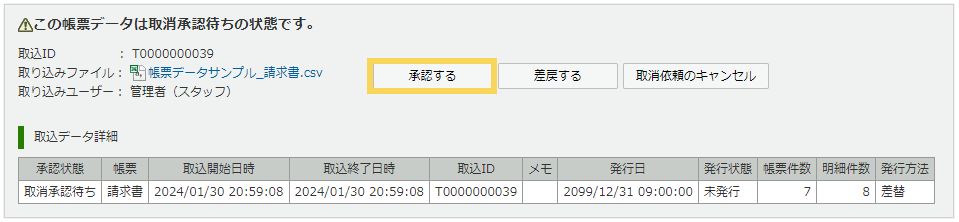 この帳票データは取消承認待ちの状態です。
取込ID : T0000000039
取り込みファイル : 帳票データサンプル_請求書.csv
取り込みユーザー : 管理者（スタッフ）
承認する 差戻する 取消依頼のキャンセル
取込データ詳細
承認状態 帳票 取込開始日時 取込終了日時 取込ID メモ 発行日 発行状態 帳票件数 明細件数 発行方法
取消承認待ち 請求書 2024/01/30 20:59:08 2024/01/30 20:59:08 T0000000039 2099/12/31 09:00:00 未発行 7 8 差替